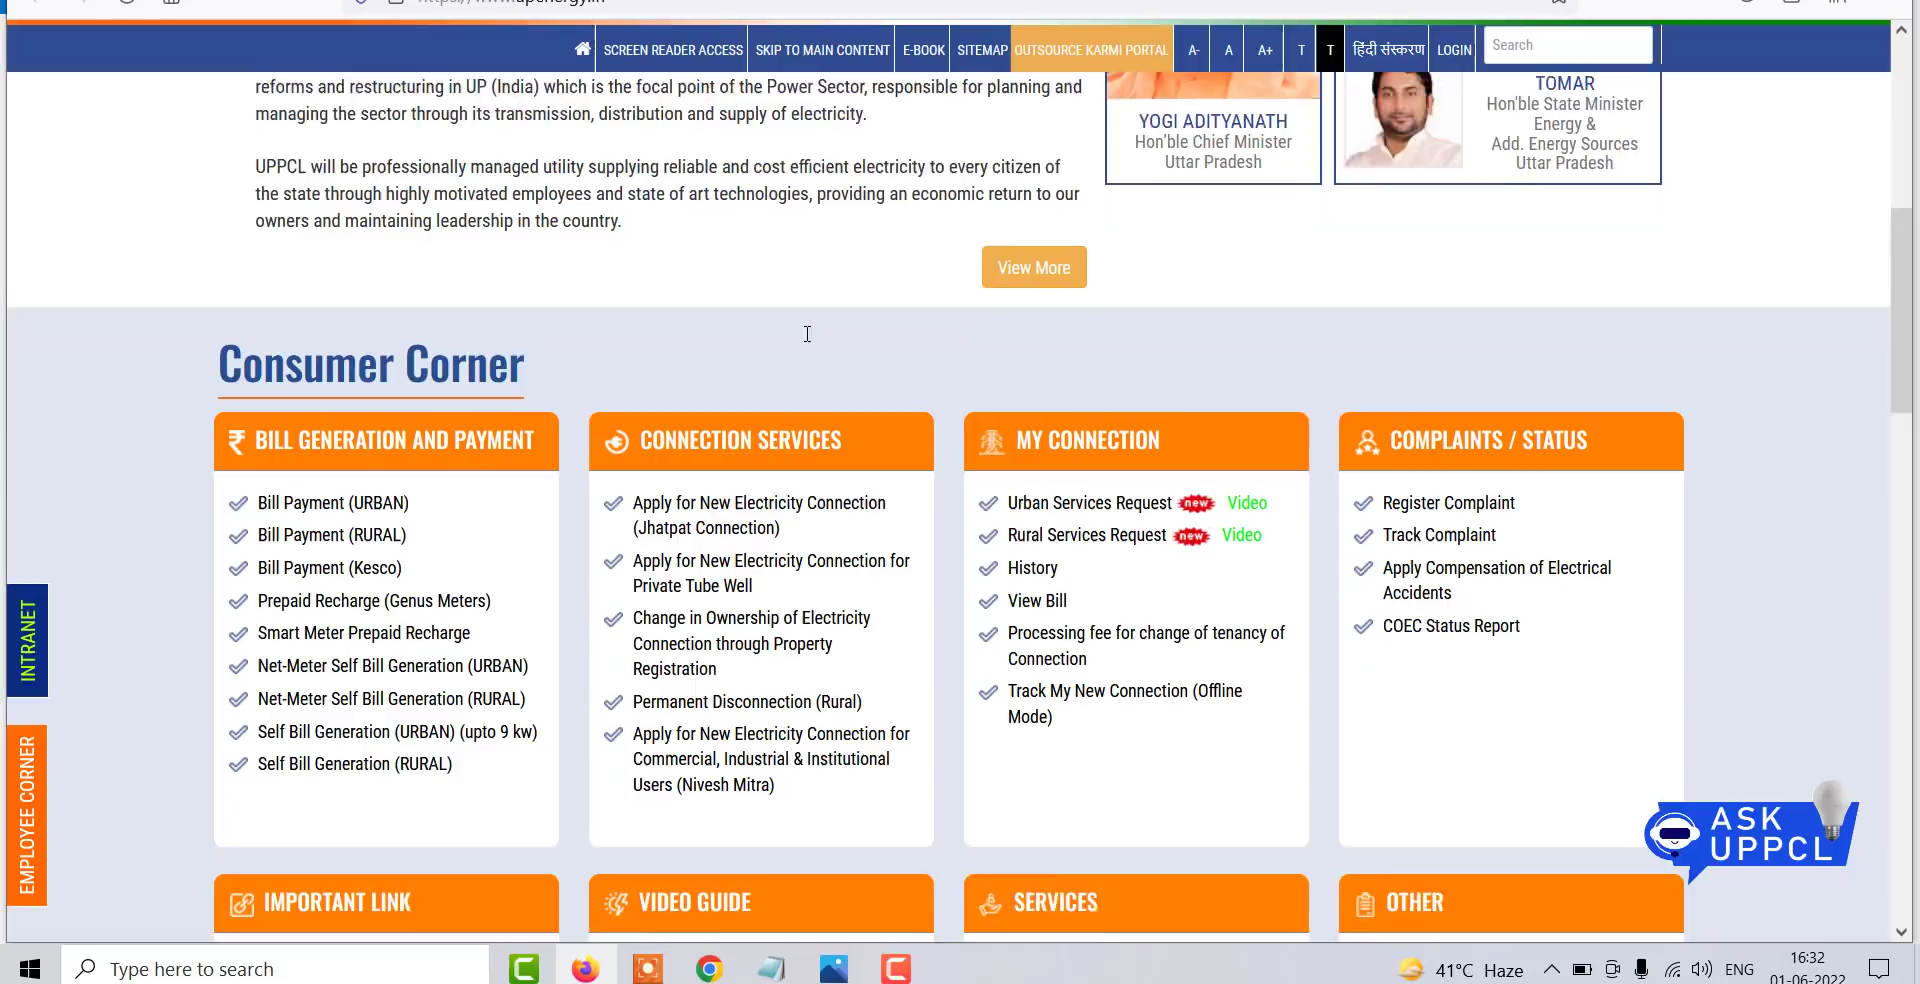 SCREEN READER ACCESS SKIP TO MAIN CONTENT E-BOOK SITEMAP OUTSOURCE KARMI PORTAL A- A A+ T T हिंदी संस्करण LOGIN Search
reforms and restructuring in UP (India) which is the focal point of the Power Sector, responsible for planning and
managing the sector through its transmission, distribution and supply of electricity.
UPPCL will be professionally managed utility supplying reliable and cost efficient electricity to every citizen of
the state through highly motivated employees and state of art technologies, providing an economic return to our
owners and maintaining leadership in the country.
View More
YOGI ADITYANATH
Hon'ble Chief Minister
Uttar Pradesh
TOMAR
Hon'ble State Minister
Energy &
Add. Energy Sources
Uttar Pradesh
Consumer Corner
BILL GENERATION AND PAYMENT
Bill Payment (URBAN)
Bill Payment (RURAL)
Bill Payment (Kesco)
Prepaid Recharge (Genus Meters)
Smart Meter Prepaid Recharge
Net-Meter Self Bill Generation (URBAN)
Net-Meter Self Bill Generation (RURAL)
Self Bill Generation (URBAN) (upto 9 kw)
Self Bill Generation (RURAL)
CONNECTION SERVICES
Apply for New Electricity Connection
(Jhatpat Connection)
Apply for New Electricity Connection for
Private Tube Well
Change in Ownership of Electricity
Connection through Property
Registration
Permanent Disconnection (Rural)
Apply for New Electricity Connection for
Commercial, Industrial & Institutional
Users (Nivesh Mitra)
MY CONNECTION
Urban Services Request new Video
Rural Services Request new Video
History
View Bill
Processing fee for change of tenancy of
Connection
Track My New Connection (Offline
Mode)
COMPLAINTS / STATUS
Register Complaint
Track Complaint
Apply Compensation of Electrical
Accidents
COEC Status Report
INTRANET
EMPLOYEE CORNER
ASK
UPPCL
IMPORTANT LINK
VIDEO GUIDE
SERVICES
OTHER
Type here to search
41°C Haze
ENG
16:32
01-06-2022